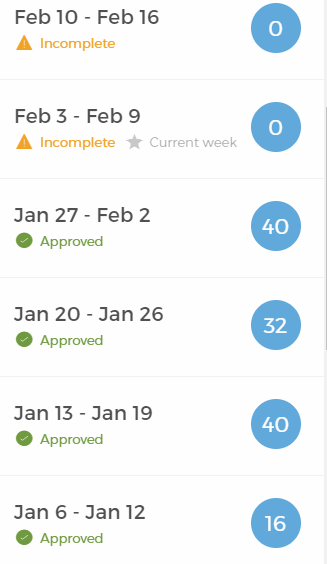 Feb 10 - Feb 16
0
Incomplete
Feb 3 - Feb 9
0
Incomplete Current week
Jan 27 - Feb 2
40
Approved
Jan 20 - Jan 26
32
Approved
Jan 13 - Jan 19
40
Approved
Jan 6 - Jan 12
16
Approved